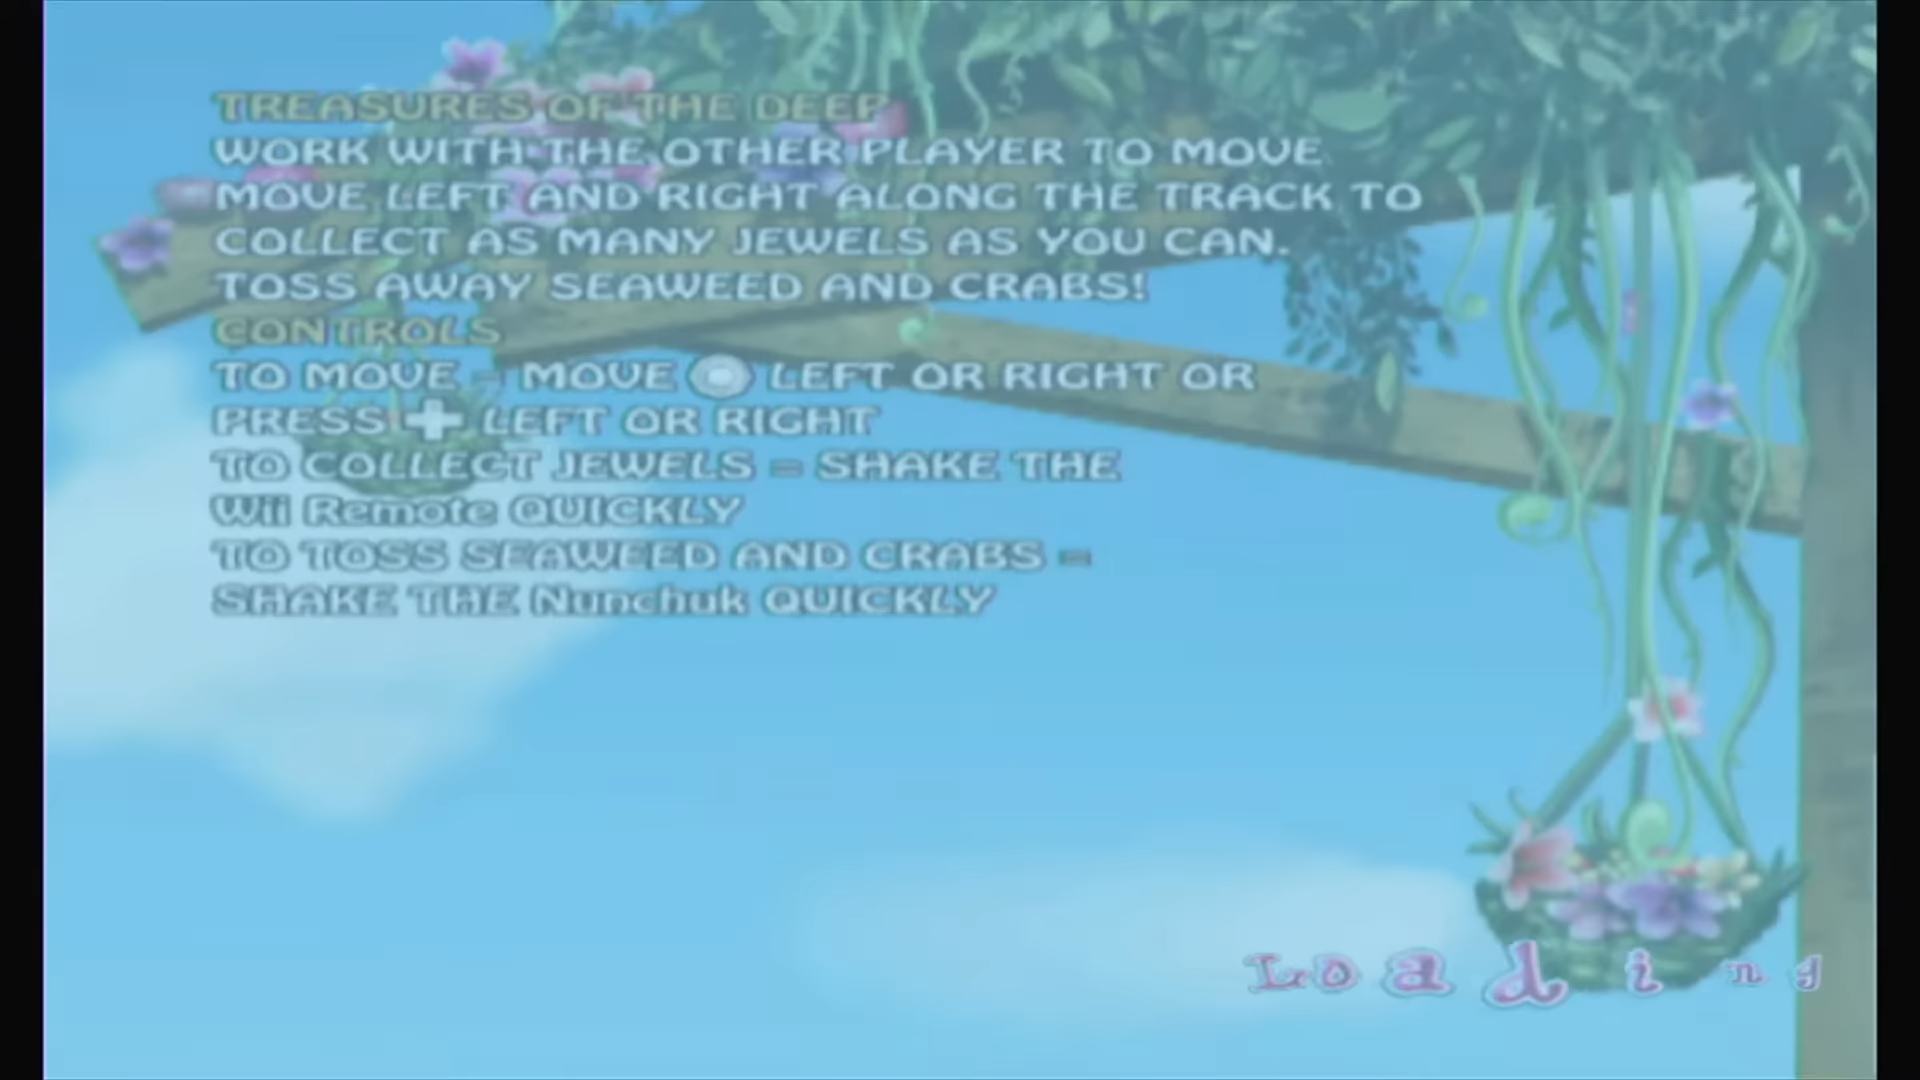 TREASURES OF THE DEEP
WORK WITH THE OTHER PLAYER TO MOVE
MOVE LEFT AND RIGHT ALONG THE TRACK TO
COLLECT AS MANY JEWELS AS YOU CAN.
TOSS AWAY SEAWEED AND CRABS!
CONTROLS
TO MOVE - MOVE LEFT OR RIGHT OR
PRESS LEFT OR RIGHT
TO COLLECT JEWELS - SHAKE THE
Wii Remote QUICKLY
TO TOSS SEAWEED AND CRABS -
SHAKE THE Nunchuk QUICKLY
Loading